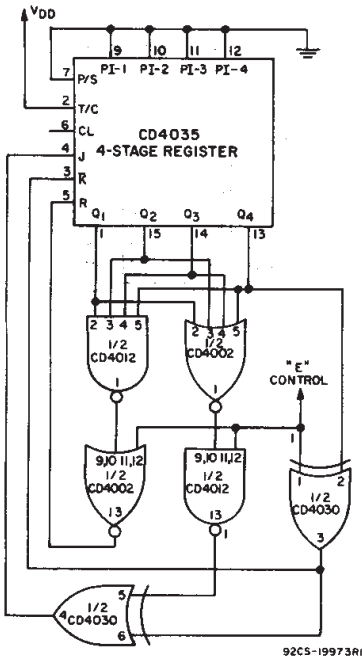 VDD
9 10 11 12
PI-1 PI-2 PI-3 PI-4
7 P/S
2 T/C
6 CL
4 J
3 K
5 R
CD4035
4-STAGE REGISTER
Q1 Q2 Q3 Q4
1 15 14 13
2 3 4 5
1/2
CD4012
1
2 3 4 5
1/2
CD4002
1
"E"
CONTROL
1
9,10 11,12
1/2
CD4002
13
9,10 11,12
1/2
CD4012
13
1
1 2
1/2
CD4030
3
4
1/2
CD4030
5
6
92CS-19973RI